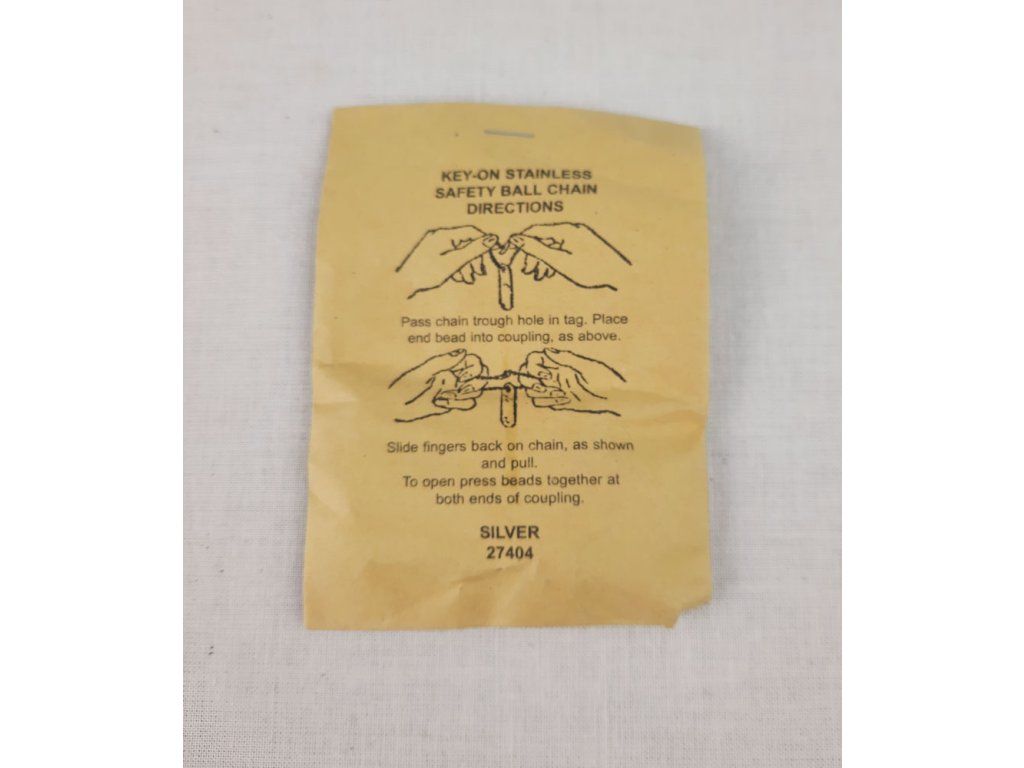 KEY-ON STAINLESS
SAFETY BALL CHAIN
DIRECTIONS
Pass chain trough hole in tag. Place
end bead into coupling, as above.
Slide fingers back on chain, as shown
and pull.
To open press beads together at
both ends of coupling.
SILVER
27404